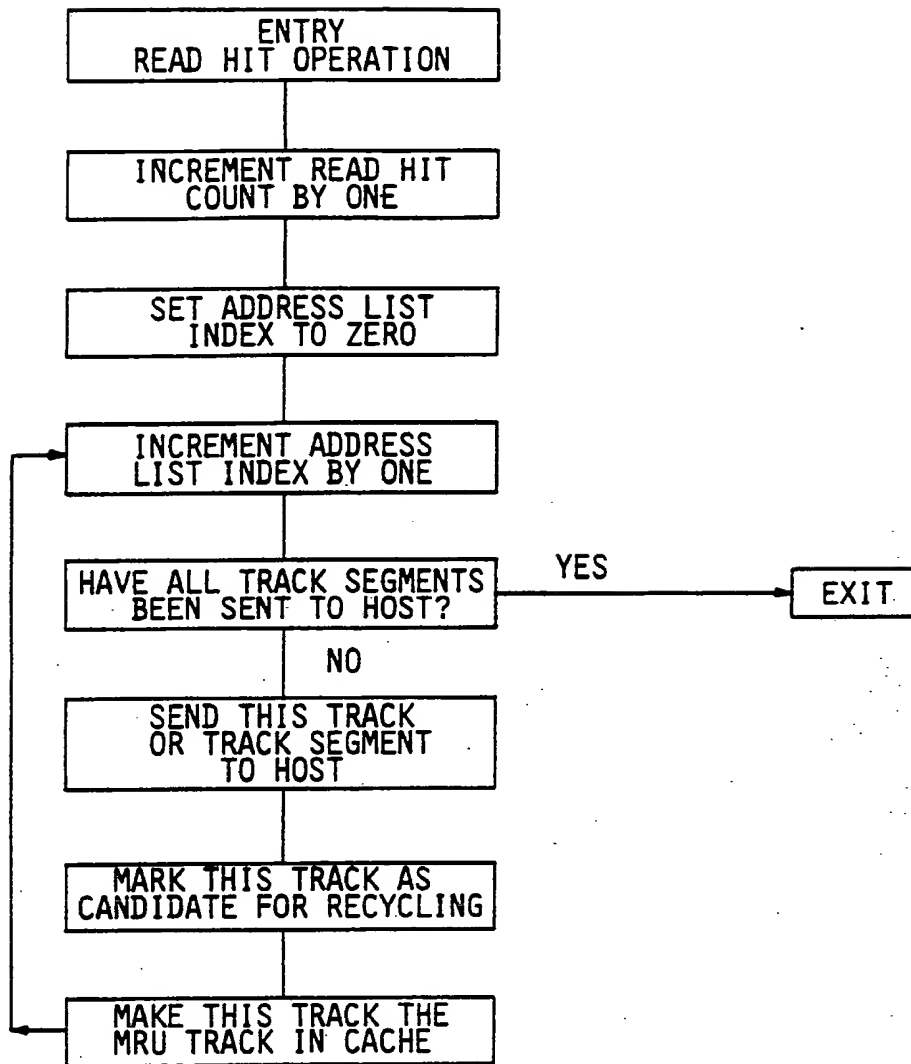 ENTRY
READ HIT OPERATION
INCREMENT READ HIT
COUNT BY ONE
SET ADDRESS LIST
INDEX TO ZERO
INCREMENT ADDRESS
LIST INDEX BY ONE
HAVE ALL TRACK SEGMENTS
BEEN SENT TO HOST?
YES
EXIT
NO
SEND THIS TRACK
OR TRACK SEGMENT
TO HOST
MARK THIS TRACK AS
CANDIDATE FOR RECYCLING
MAKE THIS TRACK THE
MRU TRACK IN CACHE